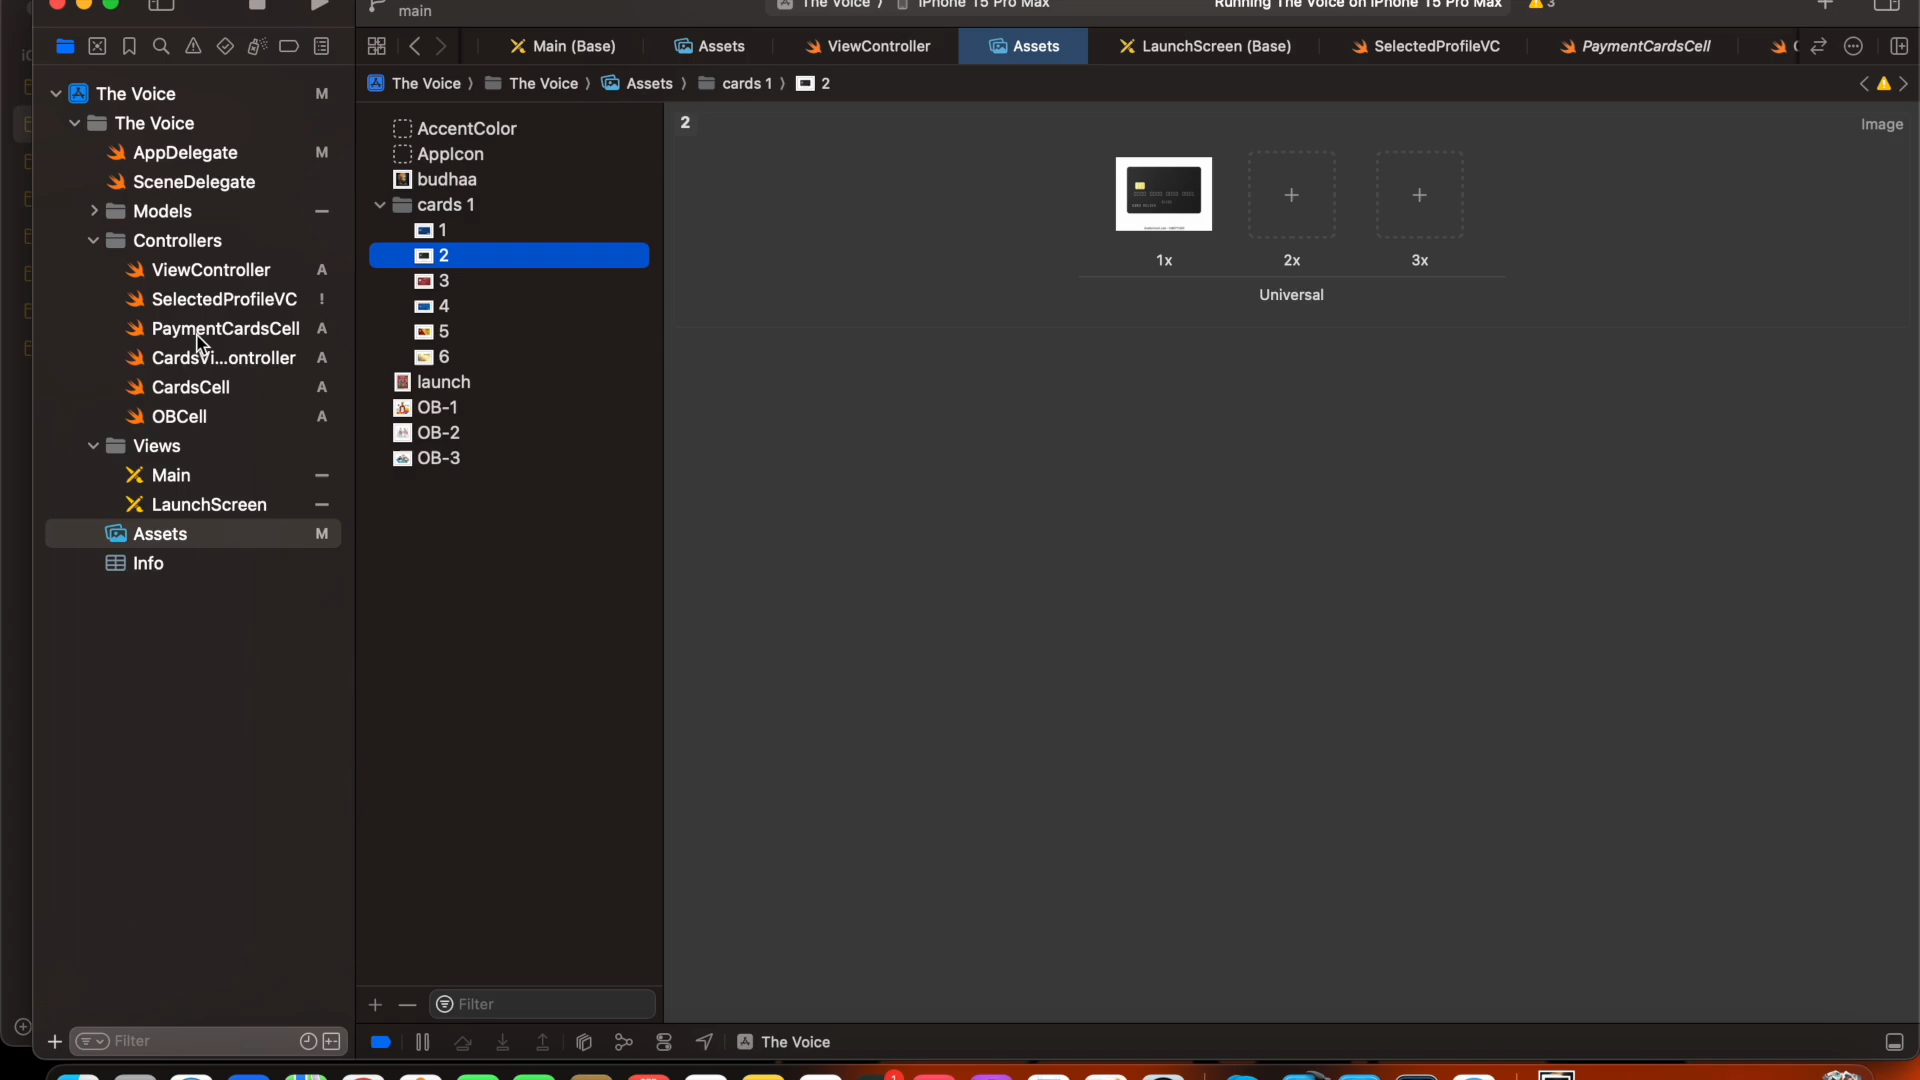 main
The Voice 〉 iPhone 15 Pro Max
Running The Voice on iPhone 15 Pro Max
3
Main (Base)
Assets
ViewController
Assets
LaunchScreen (Base)
SelectedProfileVC
PaymentCardsCell
The Voice 〉 The Voice 〉 Assets 〉 cards 1 〉 2
The Voice M
The Voice
AppDelegate M
SceneDelegate
Models
Controllers
ViewController A
SelectedProfileVC !
PaymentCardsCell A
CardsVi...ontroller A
CardsCell A
OBCell A
Views
Main
LaunchScreen
Assets M
Info
Filter
AccentColor
AppIcon
budhaa
cards 1
1
2
3
4
5
6
launch
OB-1
OB-2
OB-3
Filter
2
Image
1x
2x
3x
Universal
The Voice
1